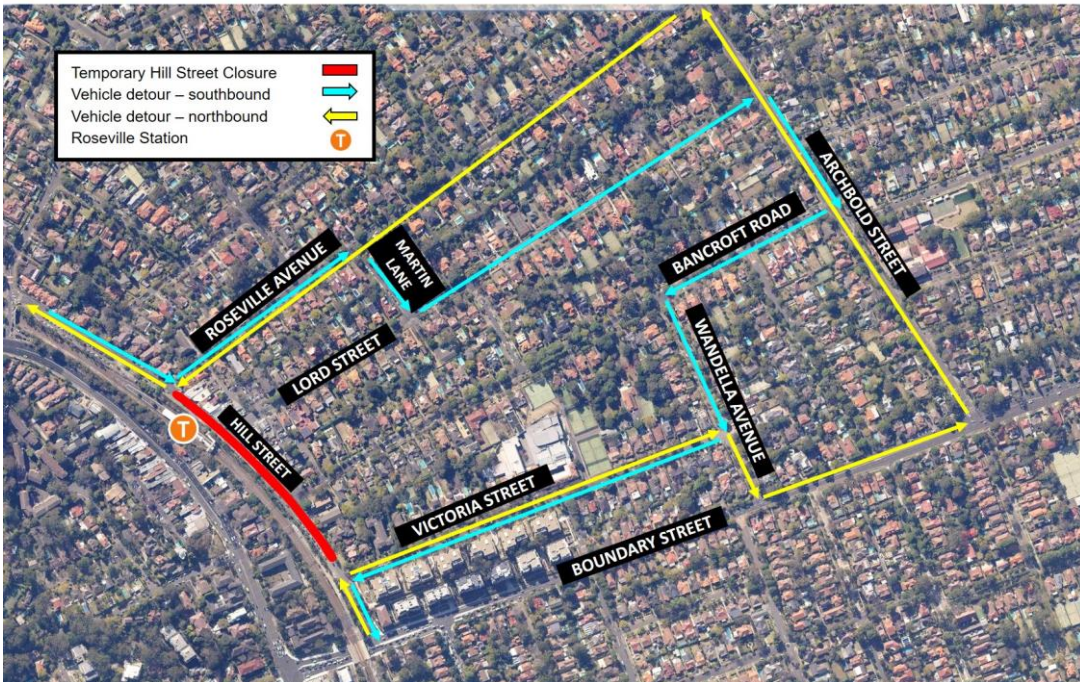 Temporary Hill Street Closure
Vehicle detour – southbound
Vehicle detour – northbound
Roseville Station
T
ARCHBOLD STREET
BANCROFT ROAD
MARTIN
LANE
ROSEVILLE AVENUE
LORD STREET
WANDELLA AVENUE
T
HILL STREET
VICTORIA STREET
BOUNDARY STREET